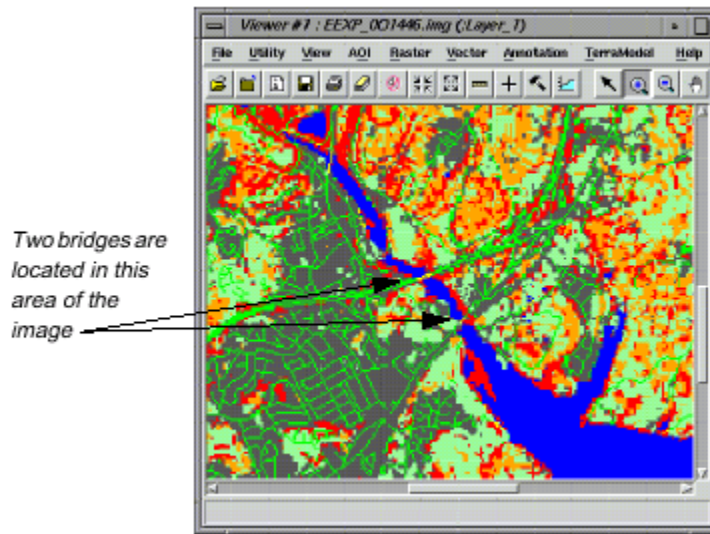 Viewer #1 : EEXP_001446.img (:Layer_1)
File Utility View AOI Raster Vector Annotation TerraModel Help
Two bridges are
located in this
area of the
image